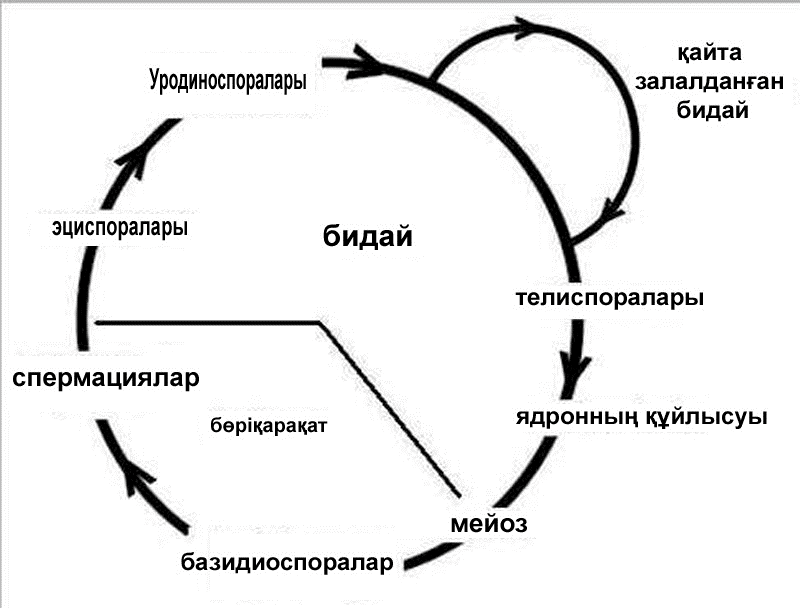 Уродиноспоралары
қайта
залалданған
бидай
эциспоралары
бидай
телиспоралары
спермациялар
бөріқарақат
ядронның құйлысуы
мейоз
базидиоспоралар